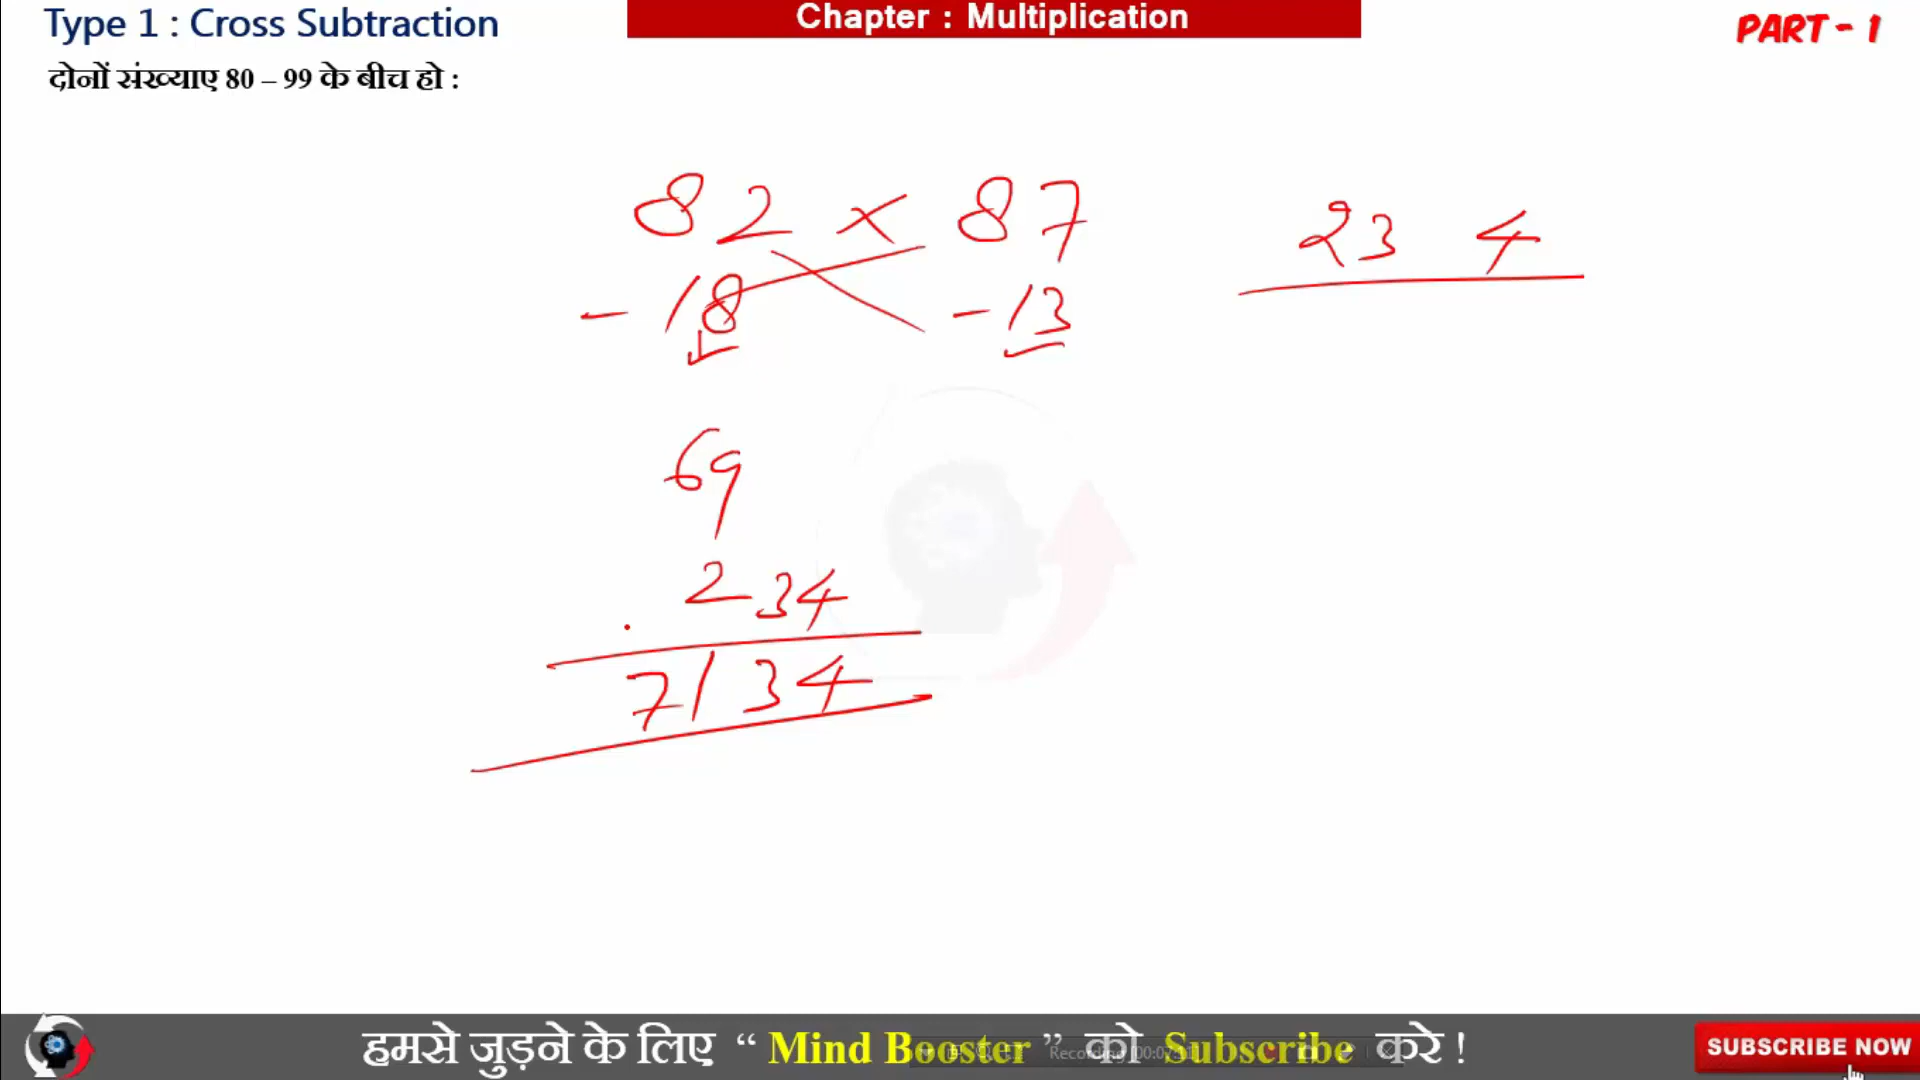 Type 1 : Cross Subtraction
Chapter : Multiplication
PART - 1
दोनों संख्याए 80 – 99 के बीच हो :
82 × 87
23 4
- 18 - 13
69
234
7134
हमसे जुड़ने के लिए “ Mind Booster ” को Subscribe करे !
SUBSCRIBE NOW